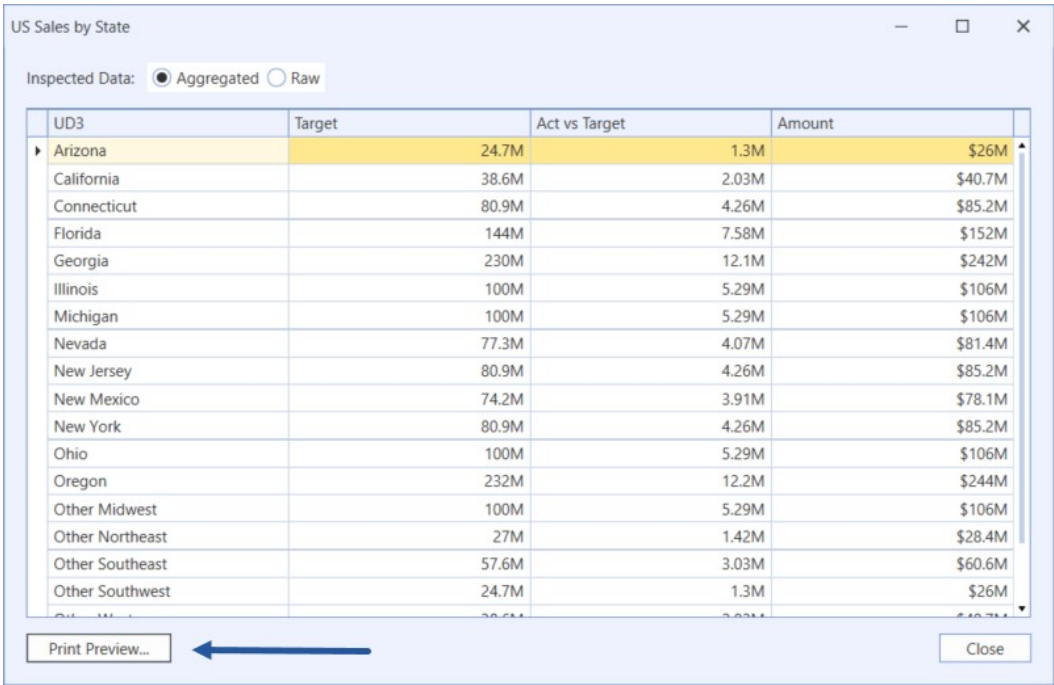 US Sales by State
Inspected Data: Aggregated Raw
UD3 Target Act vs Target Amount
Arizona 24.7M 1.3M $26M
California 38.6M 2.03M $40.7M
Connecticut 80.9M 4.26M $85.2M
Florida 144M 7.58M $152M
Georgia 230M 12.1M $242M
Illinois 100M 5.29M $106M
Michigan 100M 5.29M $106M
Nevada 77.3M 4.07M $81.4M
New Jersey 80.9M 4.26M $85.2M
New Mexico 74.2M 3.91M $78.1M
New York 80.9M 4.26M $85.2M
Ohio 100M 5.29M $106M
Oregon 232M 12.2M $244M
Other Midwest 100M 5.29M $106M
Other Northeast 27M 1.42M $28.4M
Other Southeast 57.6M 3.03M $60.6M
Other Southwest 24.7M 1.3M $26M
Print Preview... Close